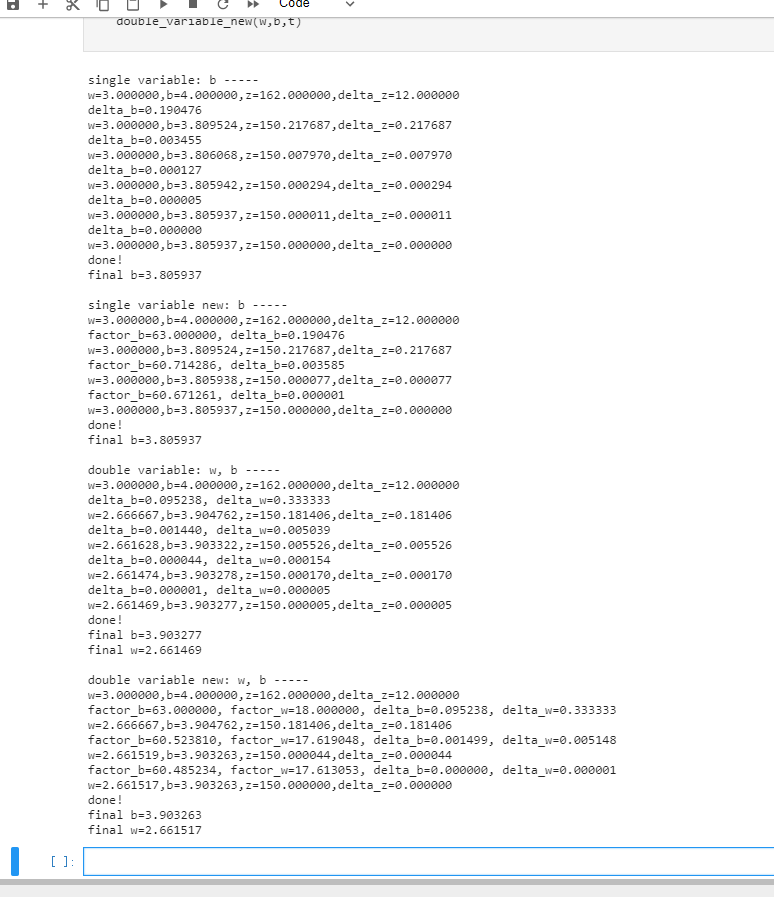 Code
double_variable_new(w,b,t)
single variable: b -----
w=3.000000,b=4.000000,z=162.000000,delta_z=12.000000
delta_b=0.190476
w=3.000000,b=3.809524,z=150.217687,delta_z=0.217687
delta_b=0.003455
w=3.000000,b=3.806068,z=150.007970,delta_z=0.007970
delta_b=0.000127
w=3.000000,b=3.805942,z=150.000294,delta_z=0.000294
delta_b=0.000005
w=3.000000,b=3.805937,z=150.000011,delta_z=0.000011
delta_b=0.000000
w=3.000000,b=3.805937,z=150.000000,delta_z=0.000000
done!
final b=3.805937
single variable new: b -----
w=3.000000,b=4.000000,z=162.000000,delta_z=12.000000
factor_b=63.000000, delta_b=0.190476
w=3.000000,b=3.809524,z=150.217687,delta_z=0.217687
factor_b=60.714286, delta_b=0.003585
w=3.000000,b=3.805938,z=150.000077,delta_z=0.000077
factor_b=60.671261, delta_b=0.000001
w=3.000000,b=3.805937,z=150.000000,delta_z=0.000000
done!
final b=3.805937
double variable: w, b -----
w=3.000000,b=4.000000,z=162.000000,delta_z=12.000000
delta_b=0.095238, delta_w=0.333333
w=2.666667,b=3.904762,z=150.181406,delta_z=0.181406
delta_b=0.001440, delta_w=0.005039
w=2.661628,b=3.903322,z=150.005526,delta_z=0.005526
delta_b=0.000044, delta_w=0.000154
w=2.661474,b=3.903278,z=150.000170,delta_z=0.000170
delta_b=0.000001, delta_w=0.000005
w=2.661469,b=3.903277,z=150.000005,delta_z=0.000005
done!
final b=3.903277
final w=2.661469
double variable new: w, b -----
w=3.000000,b=4.000000,z=162.000000,delta_z=12.000000
factor_b=63.000000, factor_w=18.000000, delta_b=0.095238, delta_w=0.333333
w=2.666667,b=3.904762,z=150.181406,delta_z=0.181406
factor_b=60.523810, factor_w=17.619048, delta_b=0.001499, delta_w=0.005148
w=2.661519,b=3.903263,z=150.000044,delta_z=0.000044
factor_b=60.485234, factor_w=17.613053, delta_b=0.000000, delta_w=0.000001
w=2.661517,b=3.903263,z=150.000000,delta_z=0.000000
done!
final b=3.903263
final w=2.661517
[ ]: